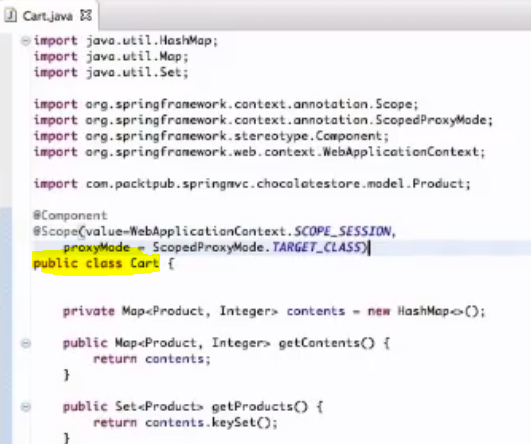 Cart.java
import java.util.HashMap;
import java.util.Map;
import java.util.Set;
import org.springframework.context.annotation.Scope;
import org.springframework.context.annotation.ScopedProxyMode;
import org.springframework.stereotype.Component;
import org.springframework.web.context.WebApplicationContext;
import com.packtpub.springmvc.chocolatestore.model.Product;
@Component
@Scope(value=WebApplicationContext.SCOPE_SESSION,
proxyMode = ScopedProxyMode.TARGET_CLASS)
public class Cart {
private Map<Product, Integer> contents = new HashMap<>();
public Map<Product, Integer> getContents() {
return contents;
}
public Set<Product> getProducts() {
return contents.keySet();
}